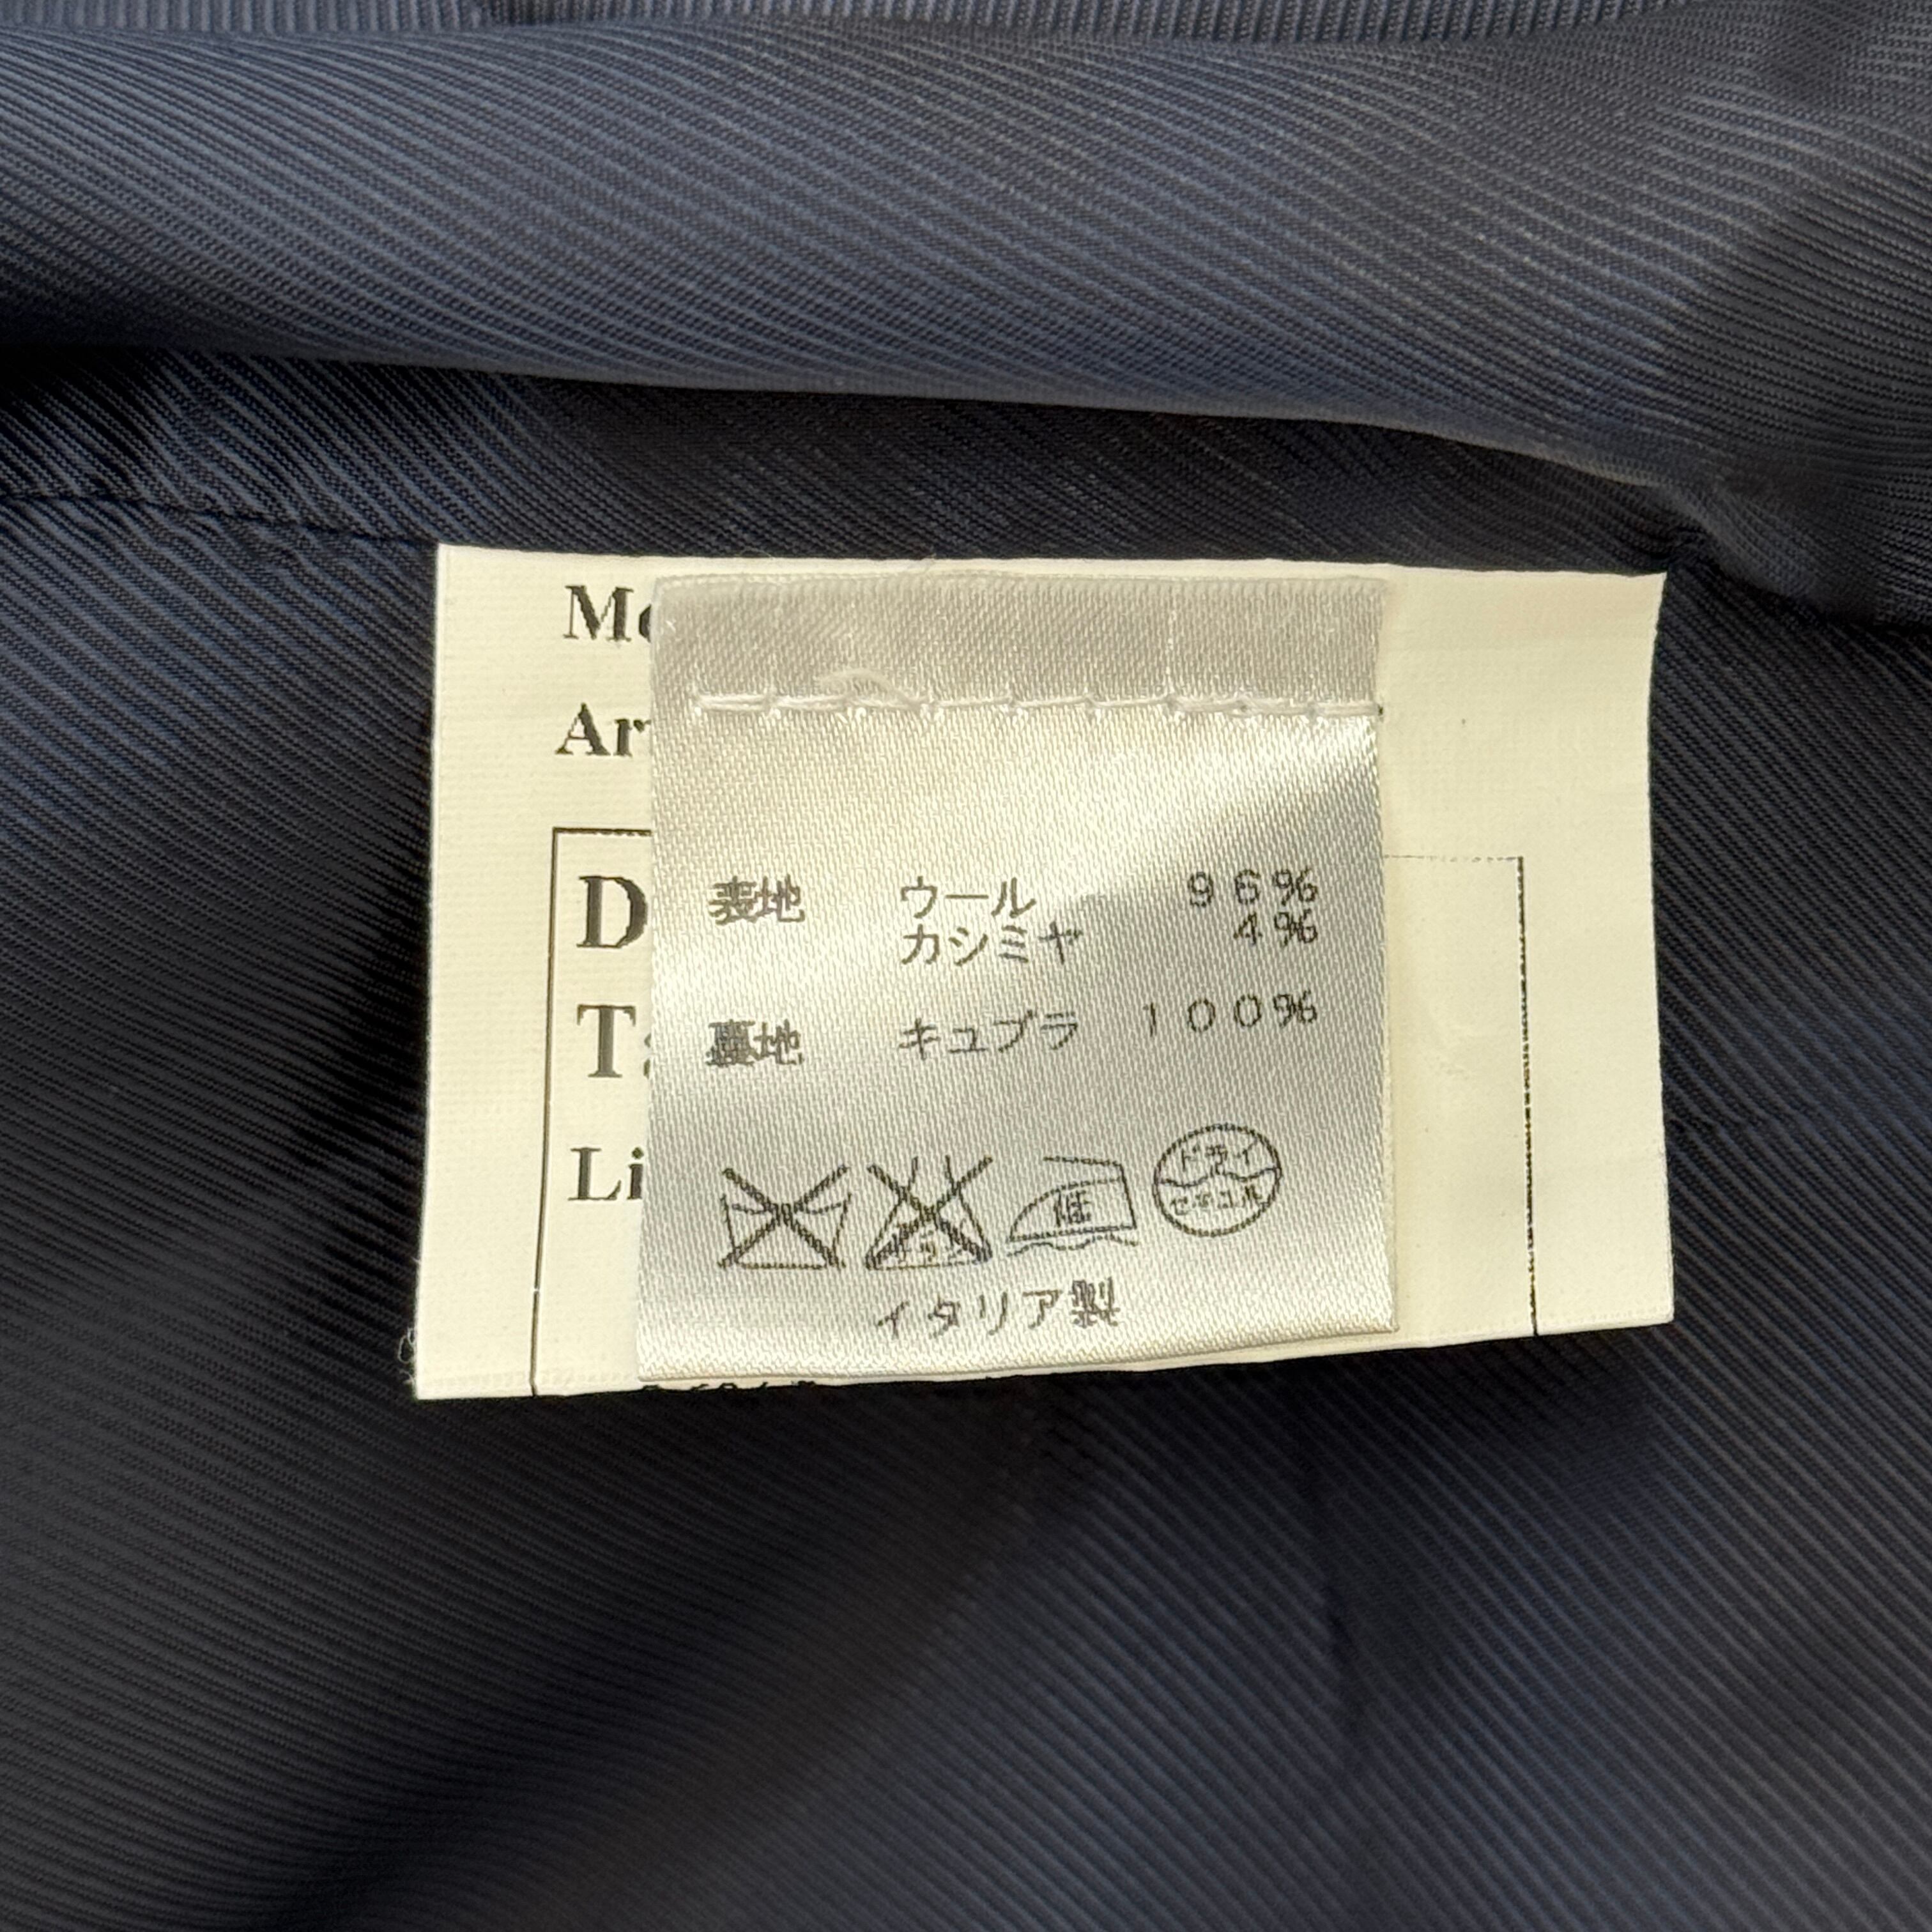 Mo
Ar
D
Ta
Li
表地 ウール 96%
カシミヤ 4%
裏地 キュプラ 100%
低
ドライ
セキユ系
イタリア製